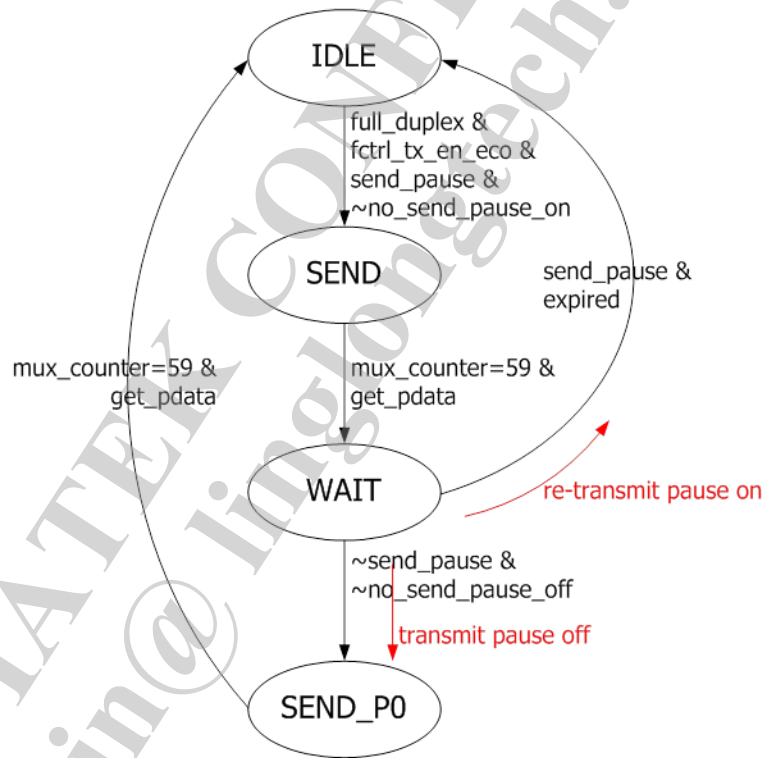 IDLE
full_duplex &
fctrl_tx_en_eco &
send_pause &
~no_send_pause_on
SEND
send_pause &
expired
mux_counter=59 &
get_pdata
mux_counter=59 &
get_pdata
WAIT
re-transmit pause on
~send_pause &
~no_send_pause_off
transmit pause off
SEND_P0